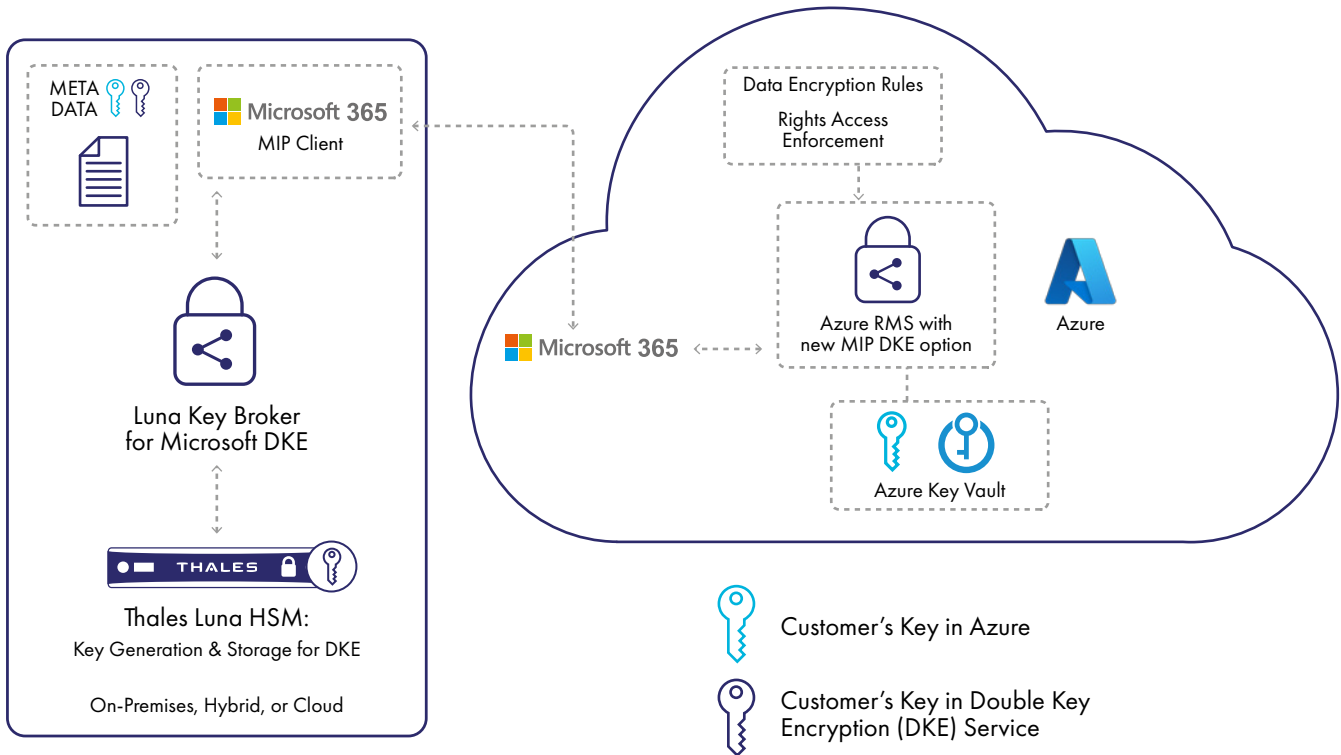 META
DATA
Microsoft 365
MIP Client
Luna Key Broker
for Microsoft DKE
THALES
Thales Luna HSM:
Key Generation & Storage for DKE
On-Premises, Hybrid, or Cloud
Data Encryption Rules
Rights Access
Enforcement
Azure RMS with
new MIP DKE option
Azure
Microsoft 365
Azure Key Vault
Customer’s Key in Azure
Customer’s Key in Double Key
Encryption (DKE) Service